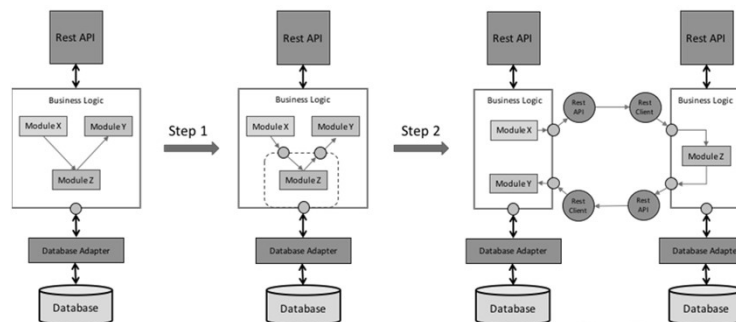 Rest API
Business Logic
Module X
Module Y
Module Z
Database Adapter
Database
Step 1
Rest API
Business Logic
Module X
Module Y
Module Z
Database Adapter
Database
Step 2
Rest API
Business Logic
Module X
Module Y
Database Adapter
Database
Rest
API
Rest
Client
Rest
Client
Rest
API
Rest API
Business Logic
Module Z
Database Adapter
Database